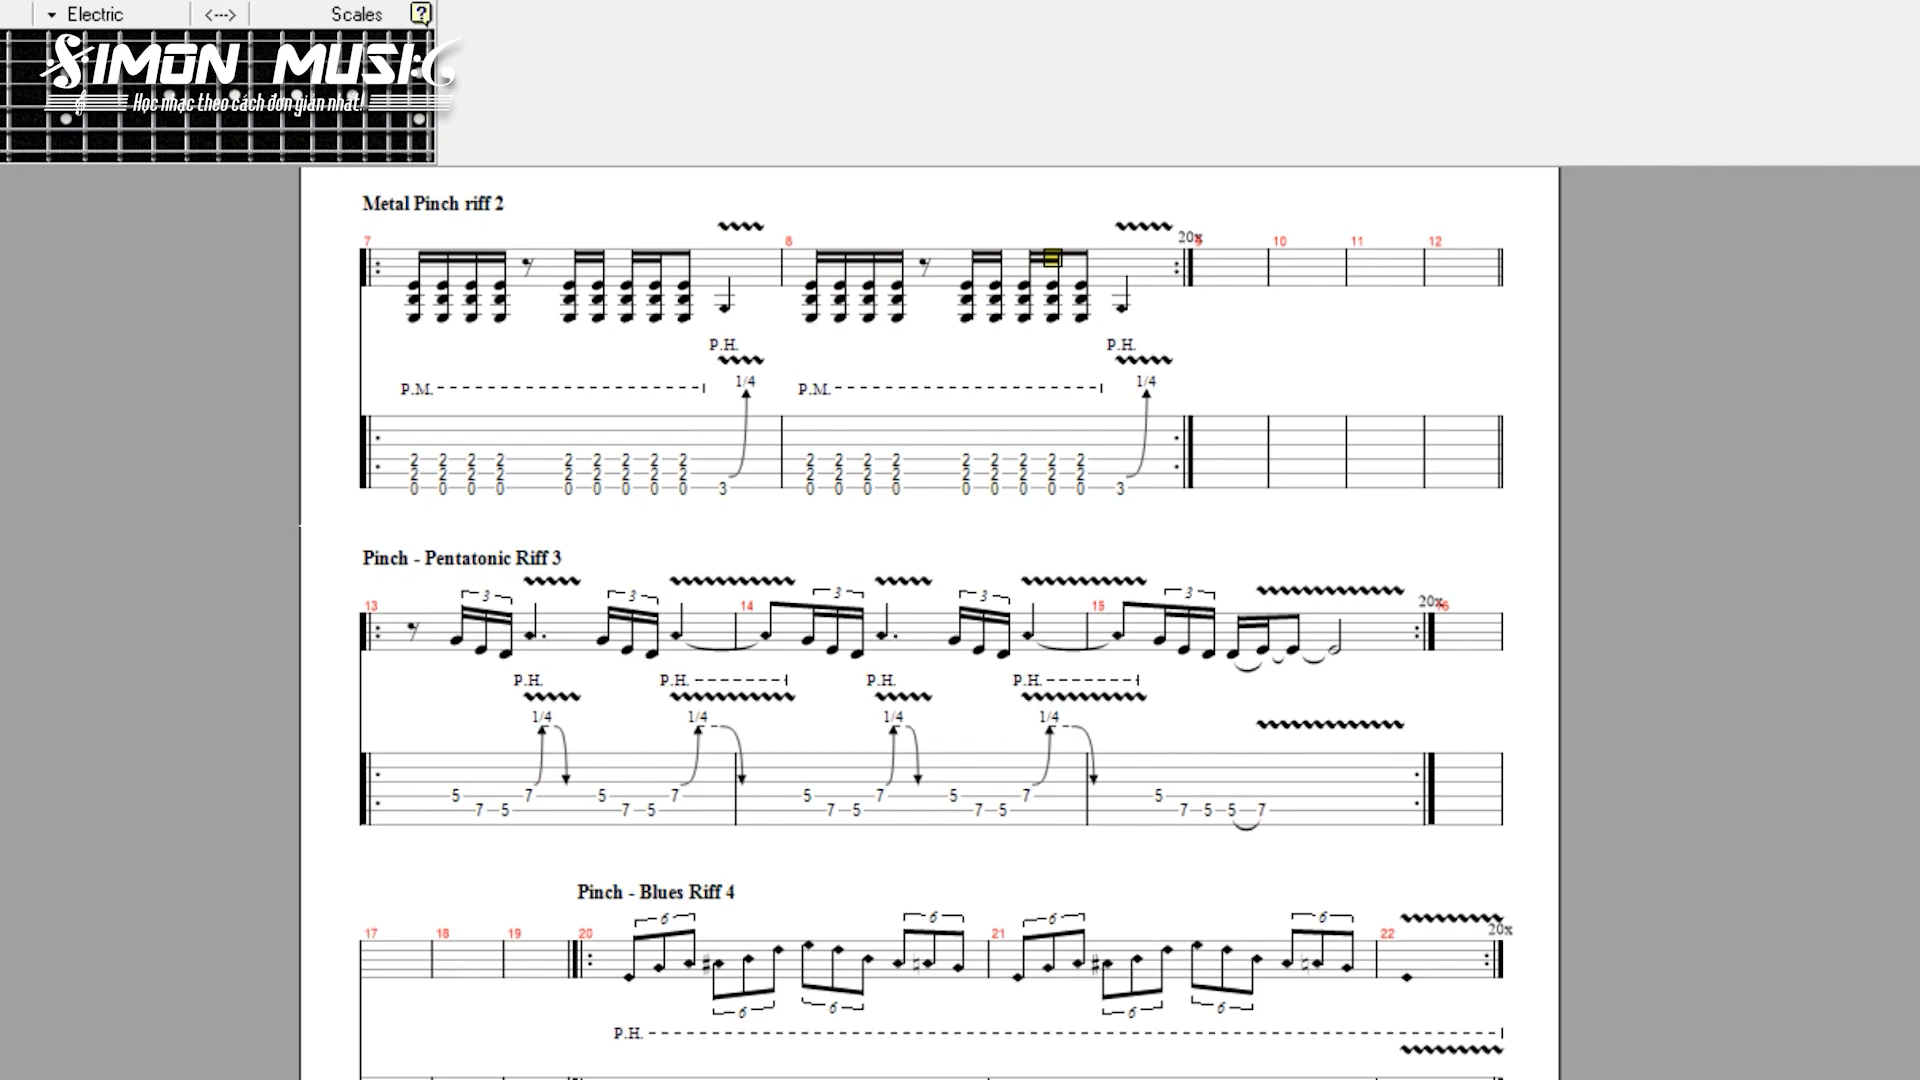 Electric <---> Scales ?
SIMON MUSIC
Học nhạc theo cách đơn giản nhất!
Metal Pinch riff 2
7 8 20x 9 10 11 12
P.H. P.H.
P.M. 1/4 P.M. 1/4
2 2 2 2 2 2 2 2 2 2 2 2 2 2 2 2 2 2
2 2 2 2 2 2 2 2 2 2 2 2 2 2 2 2 2 2
0 0 0 0 0 0 0 0 0 3 0 0 0 0 0 0 0 0 0 3
Pinch - Pentatonic Riff 3
3 3 3 3 3
13 14 15 20x 16
P.H. P.H. P.H. P.H.
1/4 1/4 1/4 1/4
5 7 5 7 5 7 5 7 5
7 5 7 5 7 5 7 5 7 5 5 7
Pinch - Blues Riff 4
6 6 6 6
17 18 19 20 21 22 20x
6 6 6 6
P.H.